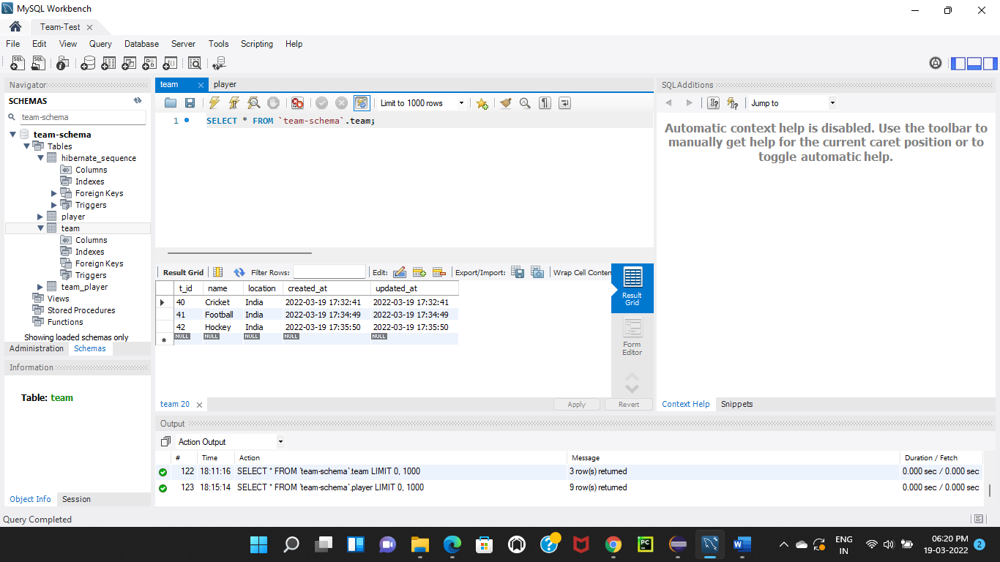 MySQL Workbench
Team-Test
File Edit View Query Database Server Tools Scripting Help
Navigator
SCHEMAS
team-schema
team-schema
Tables
hibernate_sequence
Columns
Indexes
Foreign Keys
Triggers
player
team
Columns
Indexes
Foreign Keys
Triggers
team_player
Views
Stored Procedures
Functions
Showing loaded schemas only
Administration Schemas
Information
Table: team
Object Info Session
team player
Limit to 1000 rows
1 SELECT * FROM `team-schema`.team;
Result Grid Filter Rows: Edit: Export/Import: Wrap Cell Conten
t_id name location created_at updated_at
40 Cricket India 2022-03-19 17:32:41 2022-03-19 17:32:41
41 Football India 2022-03-19 17:34:49 2022-03-19 17:34:49
42 Hockey India 2022-03-19 17:35:50 2022-03-19 17:35:50
NULL NULL NULL NULL NULL
Result
Grid
Form
Editor
team 20
Apply Revert
SQLAdditions
Jump to
Automatic context help is disabled. Use the toolbar to
manually get help for the current caret position or to
toggle automatic help.
Context Help Snippets
Output
Action Output
# Time Action Message Duration / Fetch
122 18:11:16 SELECT * FROM `team-schema`.team LIMIT 0, 1000 3 row(s) returned 0.000 sec / 0.000 sec
123 18:15:14 SELECT * FROM `team-schema`.player LIMIT 0, 1000 9 row(s) returned 0.000 sec / 0.000 sec
Query Completed
ENG
IN
06:20 PM
19-03-2022
2